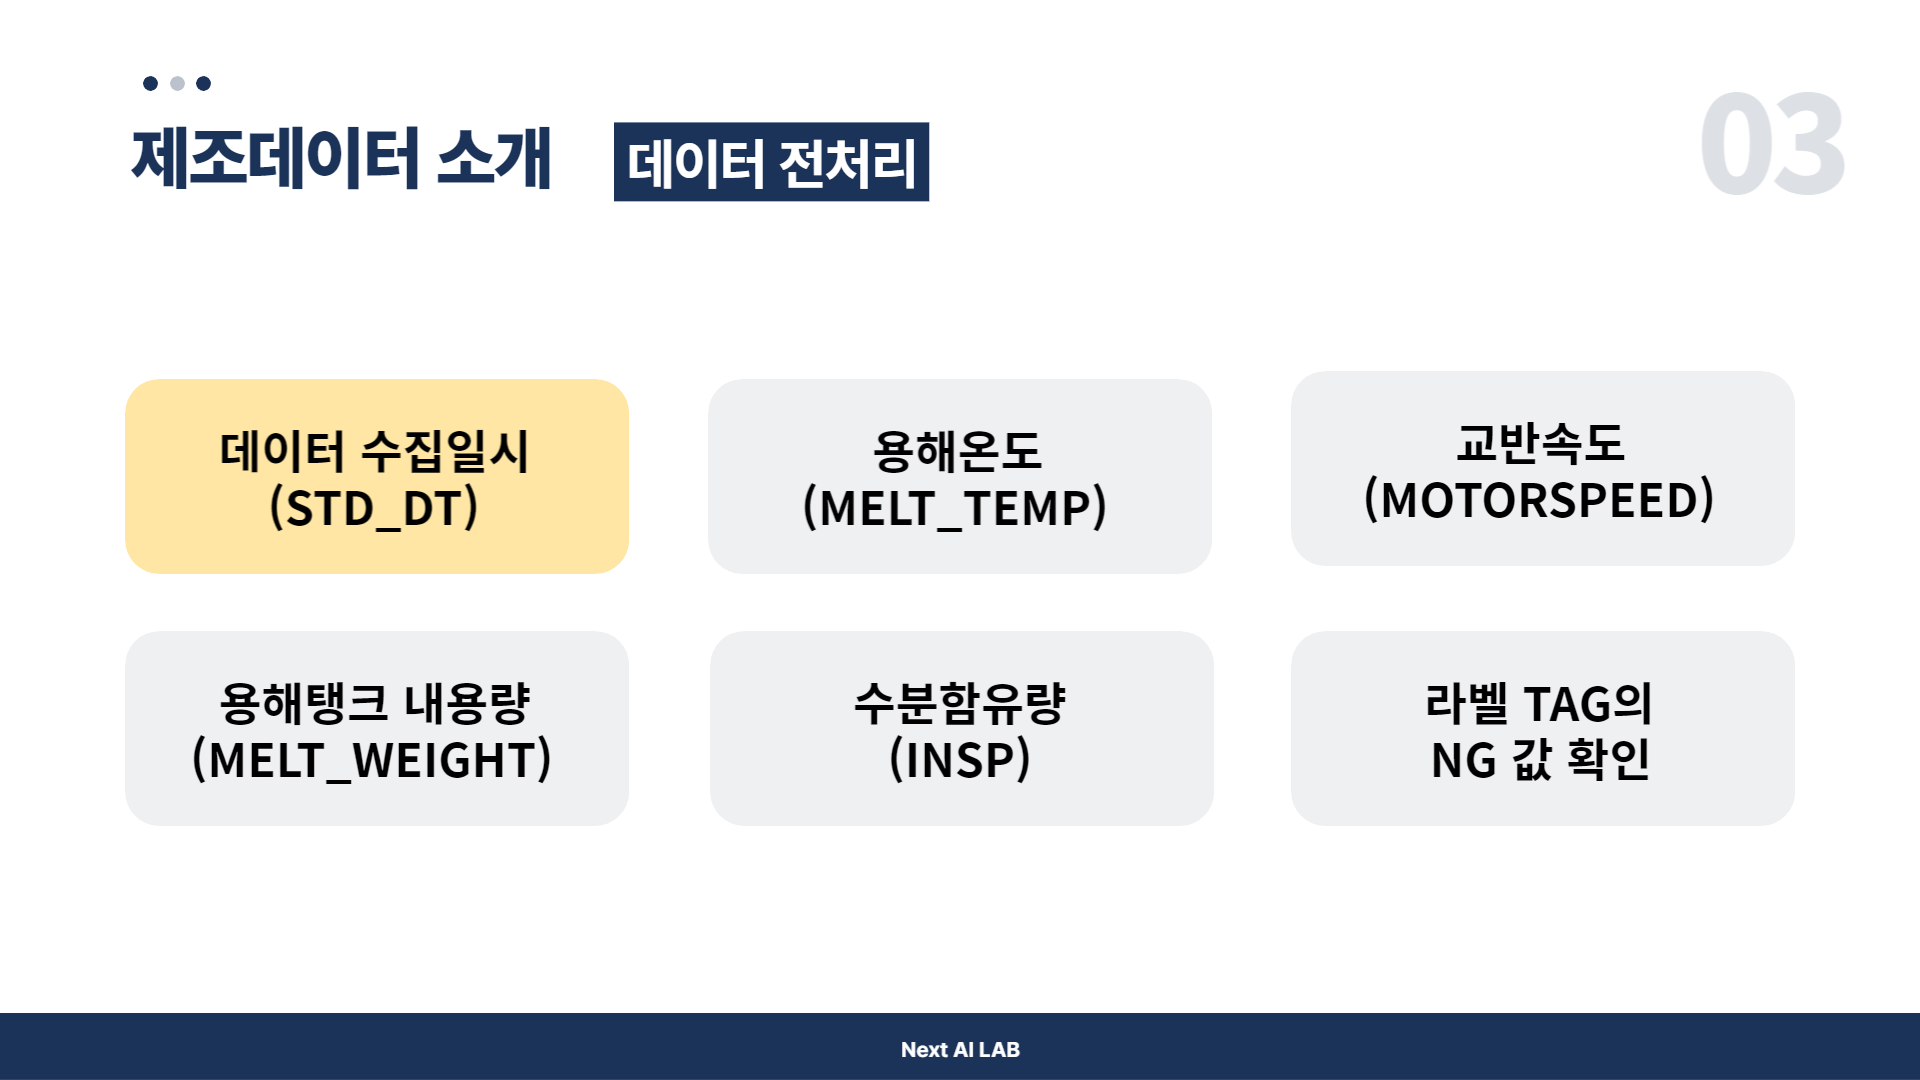 제조데이터 소개
데이터 전처리
03
데이터 수집일시
(STD_DT)
용해온도
(MELT_TEMP)
교반속도
(MOTORSPEED)
용해탱크 내용량
(MELT_WEIGHT)
수분함유량
(INSP)
라벨 TAG의
NG 값 확인
Next AI LAB